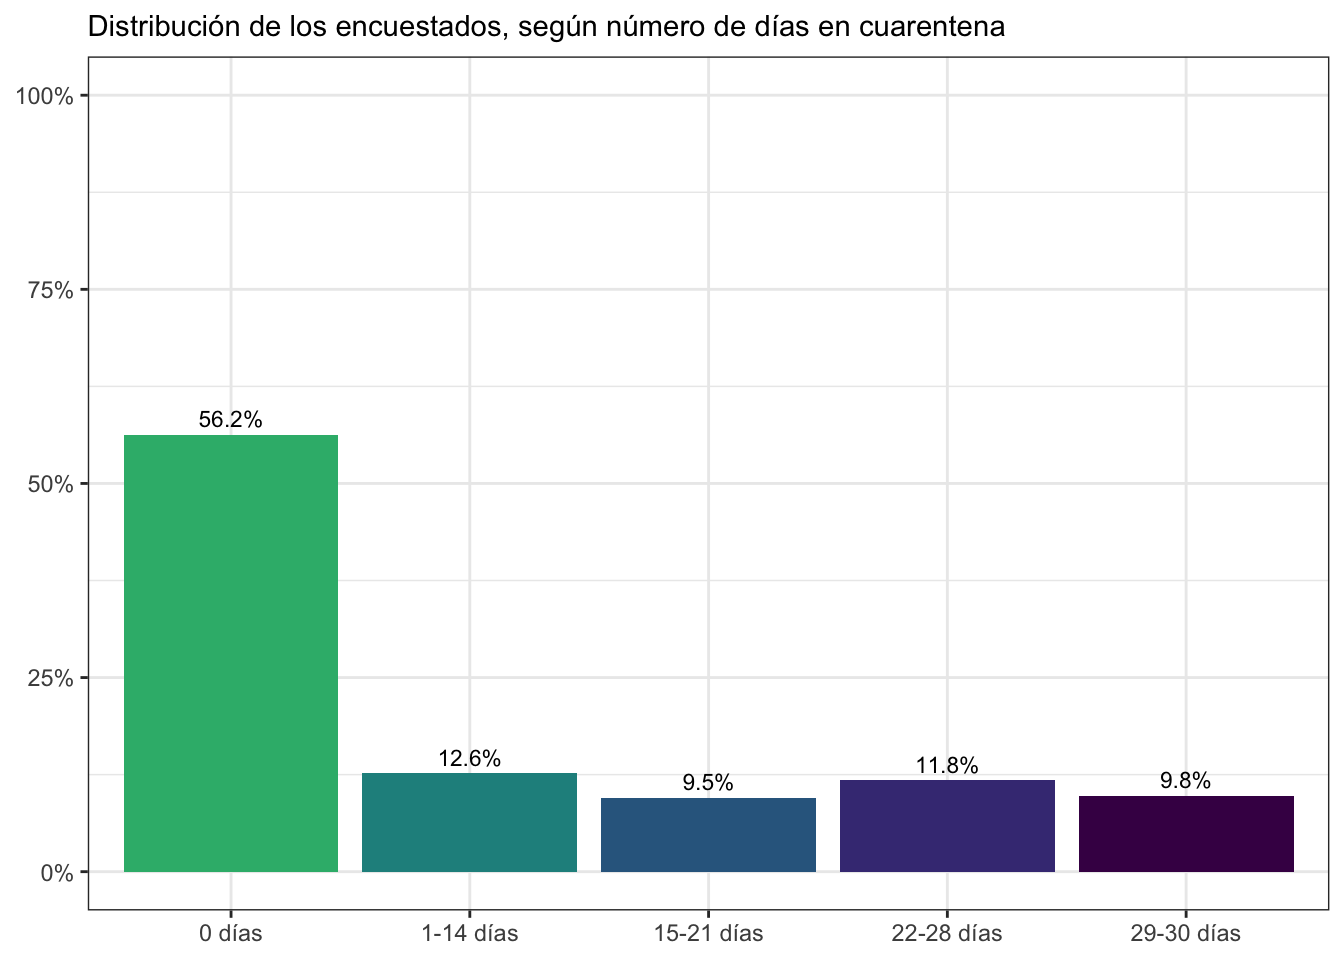 Distribución de los encuestados, según número de días en cuarentena
100%
75%
50%
25%
0%
56.2%
12.6%
9.5%
11.8%
9.8%
0 días
1-14 días
15-21 días
22-28 días
29-30 días